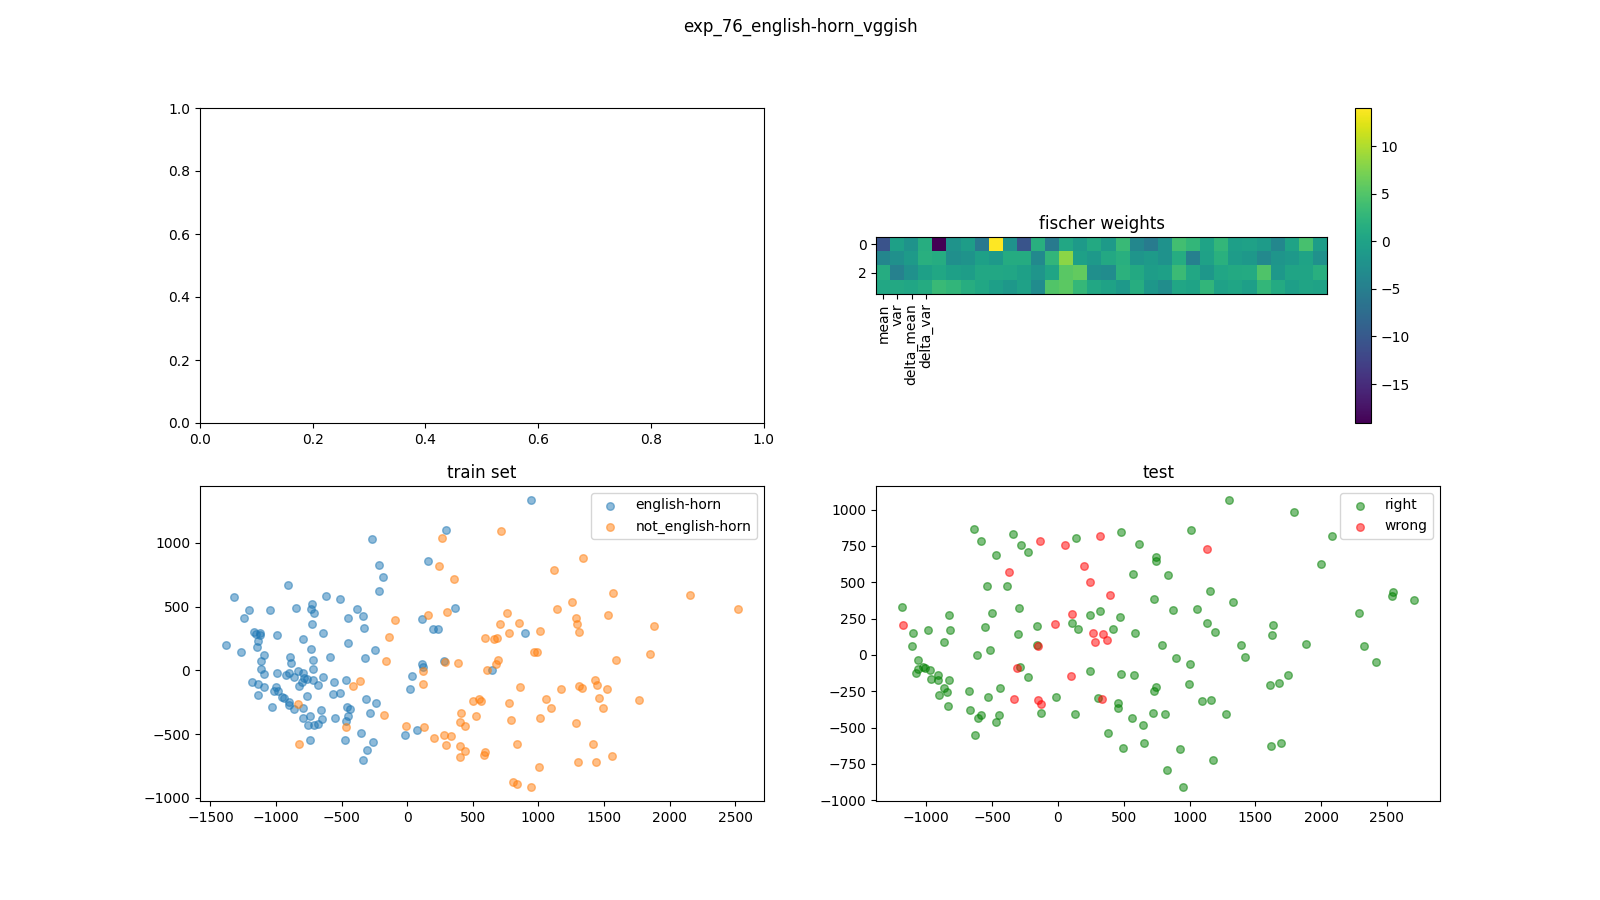 exp_76_english-horn_vggish
1.0
0.8
0.6
0.4
0.2
0.0
0.0 0.2 0.4 0.6 0.8 1.0
fischer weights
0
2
mean var delta_mean delta_var
10
5
0
−5
−10
−15
train set
english-horn
not_english-horn
1000
500
0
−500
−1000
−1500 −1000 −500 0 500 1000 1500 2000 2500
test
right
wrong
1000
750
500
250
0
−250
−500
−750
−1000
−1000 −500 0 500 1000 1500 2000 2500